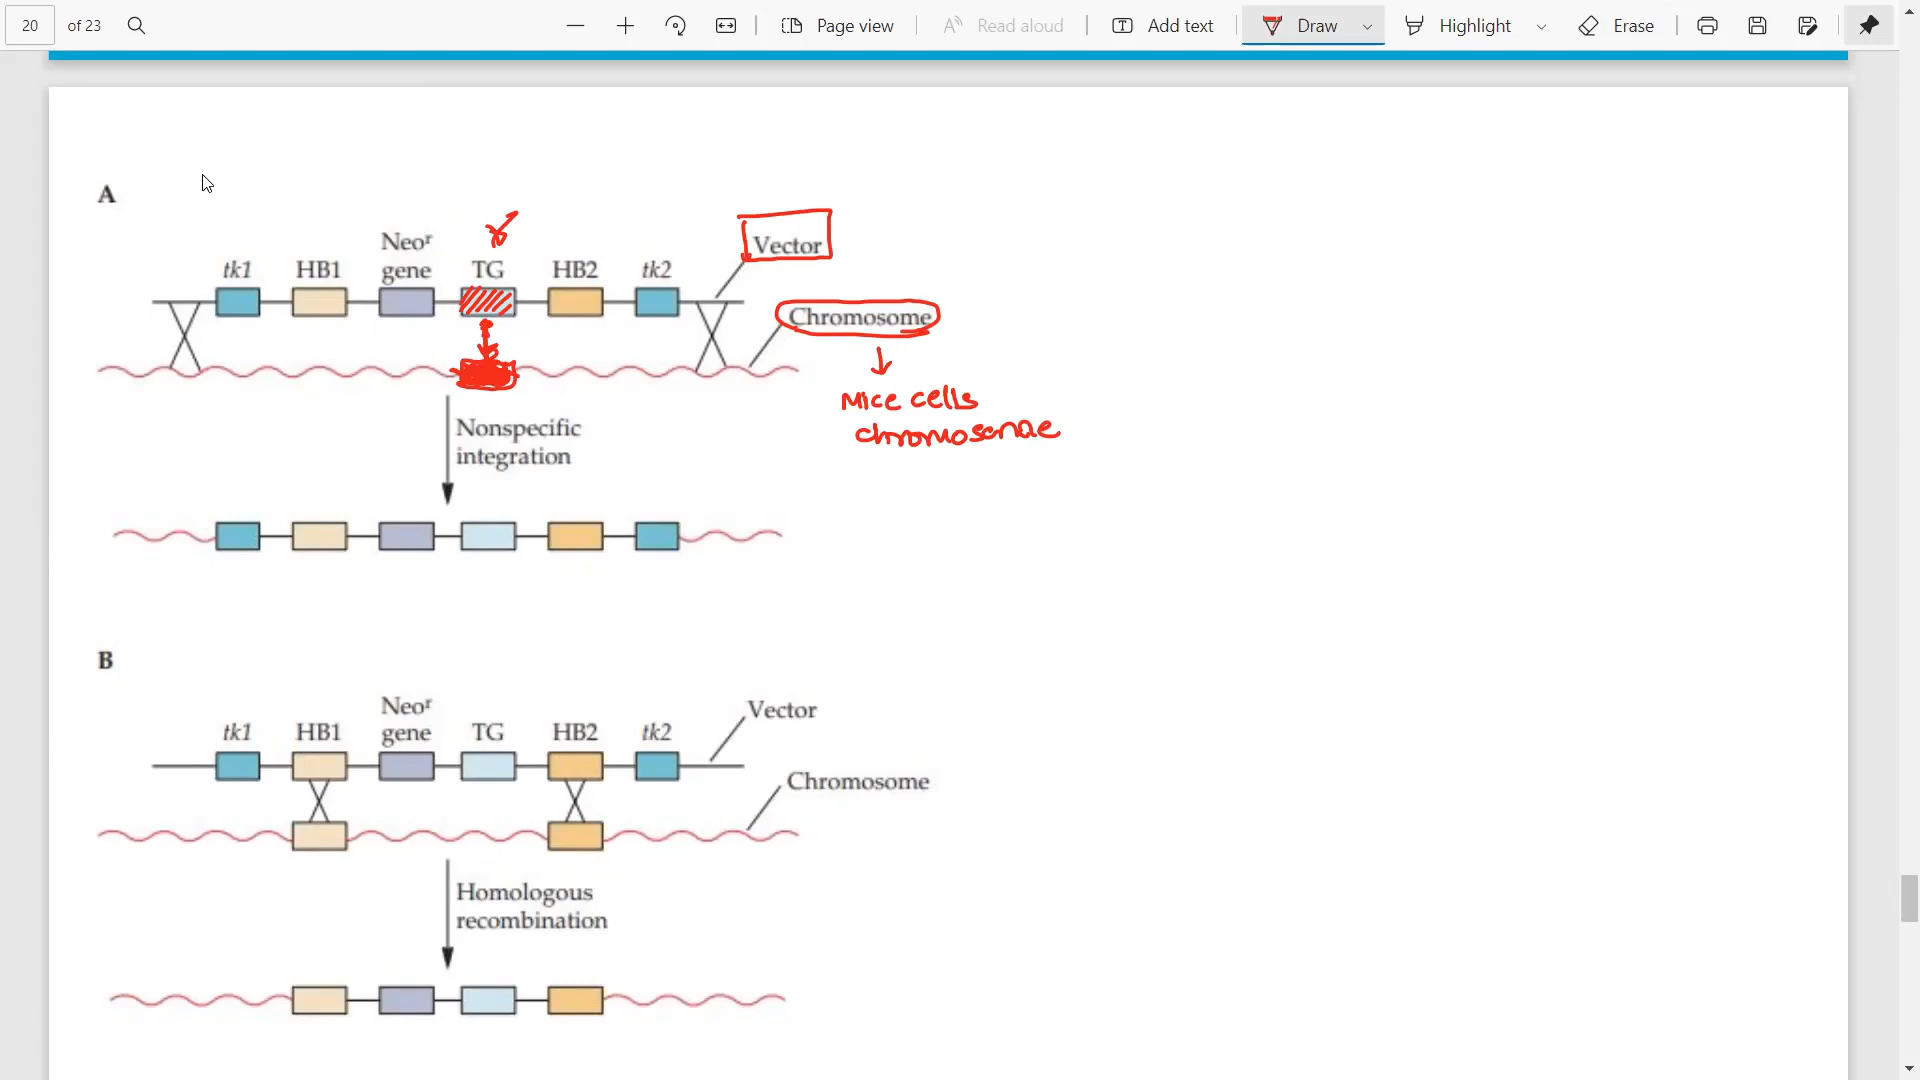 20 of 23 Page view Read aloud Add text Draw Highlight Erase
A
Vector
Neoʳ
tk1 HB1 gene TG HB2 tk2
Chromosome
Mice cells
chromosomae
Nonspecific
integration
B
Neoʳ
Vector
tk1 HB1 gene TG HB2 tk2
Chromosome
Homologous
recombination